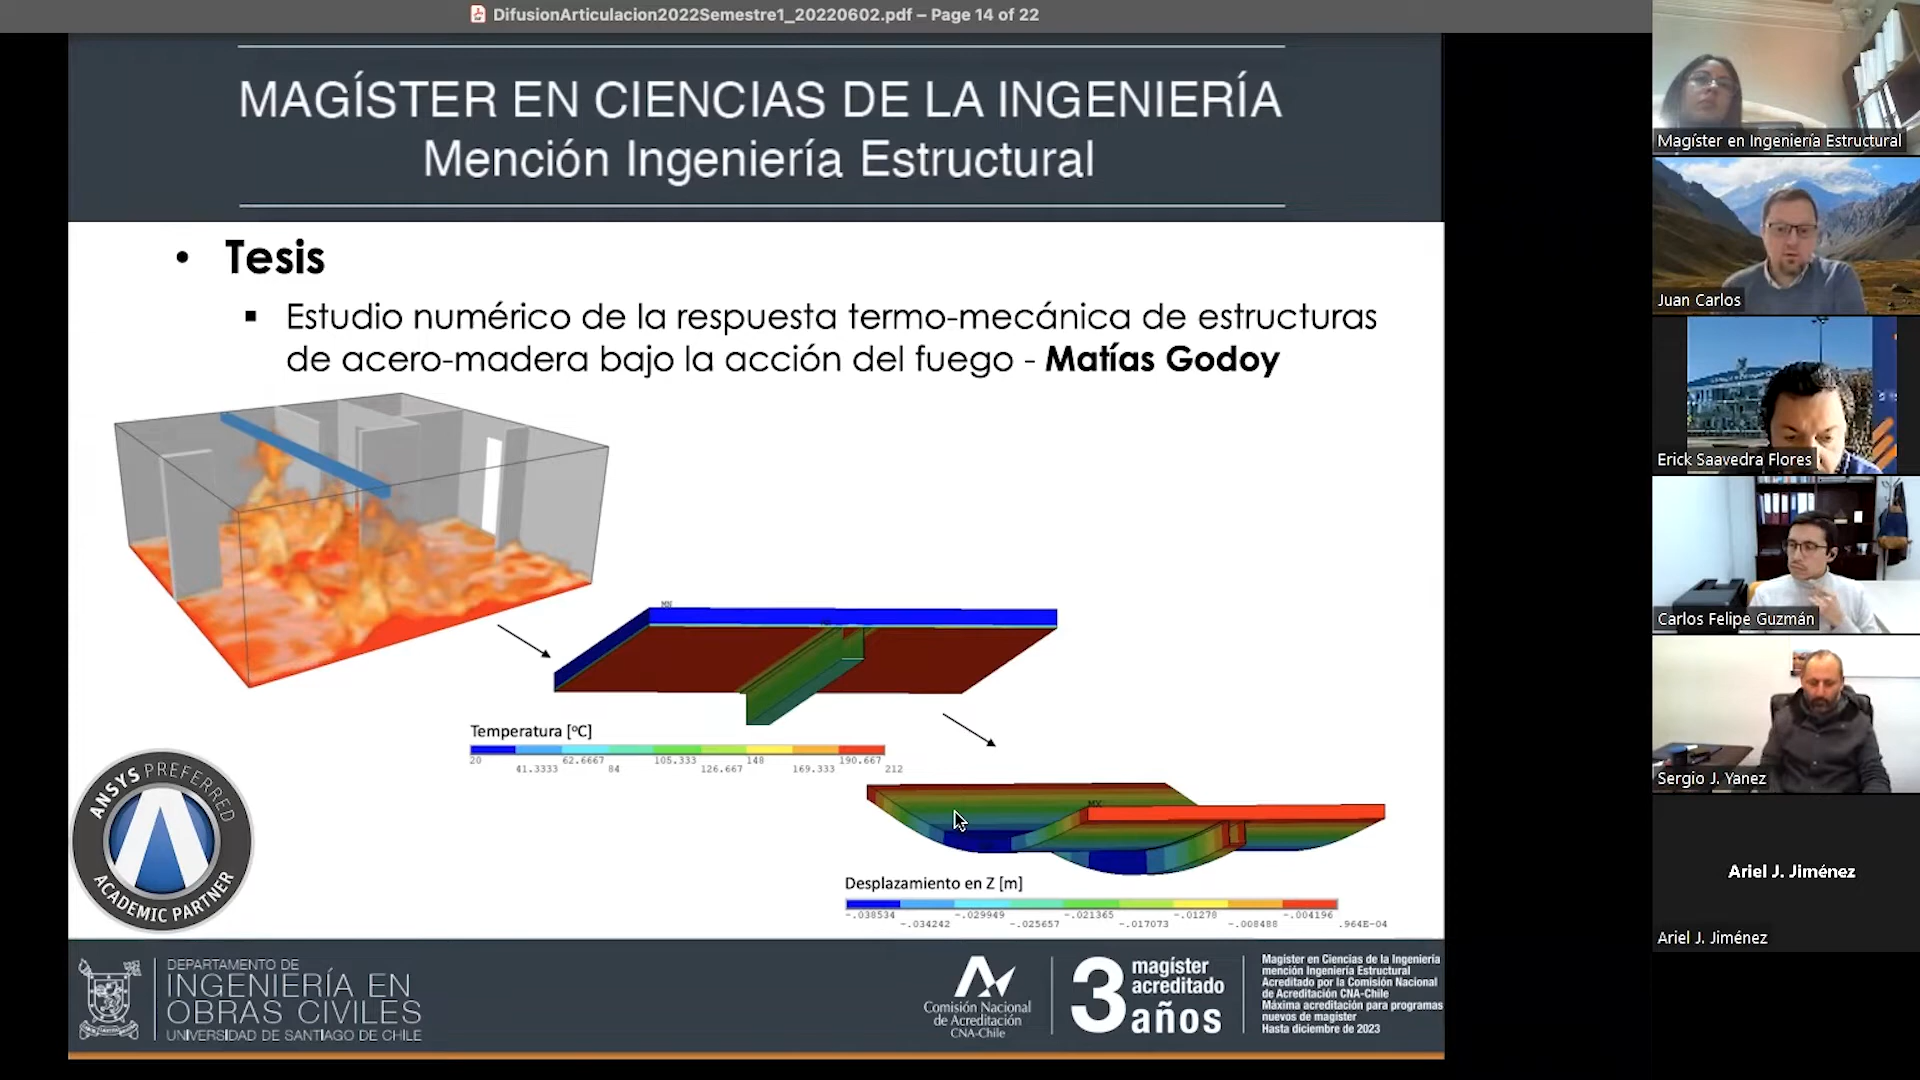 DifusionArticulacion2022Semestre1_20220602.pdf – Page 14 of 22
MAGÍSTER EN CIENCIAS DE LA INGENIERÍA
Mención Ingeniería Estructural
• Tesis
▪ Estudio numérico de la respuesta termo-mecánica de estructuras
de acero-madera bajo la acción del fuego - Matías Godoy
MN
Temperatura [ºC]
20 62.6667 105.333 148 190.667
41.3333 84 126.667 169.333 212
MX
Desplazamiento en Z [m]
-.038534 -.029949 -.021365 -.01278 -.004196
-.034242 -.025657 -.017073 -.008488 .964E-04
ANSYS PREFERRED
ACADEMIC PARTNER
DEPARTAMENTO DE
INGENIERÍA EN
OBRAS CIVILES
UNIVERSIDAD DE SANTIAGO DE CHILE
Comisión Nacional
de Acreditación
CNA-Chile
3 magíster
acreditado
años
Magíster en Ciencias de la Ingeniería
mención Ingeniería Estructural
Acreditado por la Comisión Nacional
de Acreditación CNA-Chile
Máxima acreditación para programas
nuevos de magíster
Hasta diciembre de 2023
Magíster en Ingeniería Estructural
Juan Carlos
Erick Saavedra Flores
Carlos Felipe Guzmán
Sergio J. Yanez
Ariel J. Jiménez
Ariel J. Jiménez